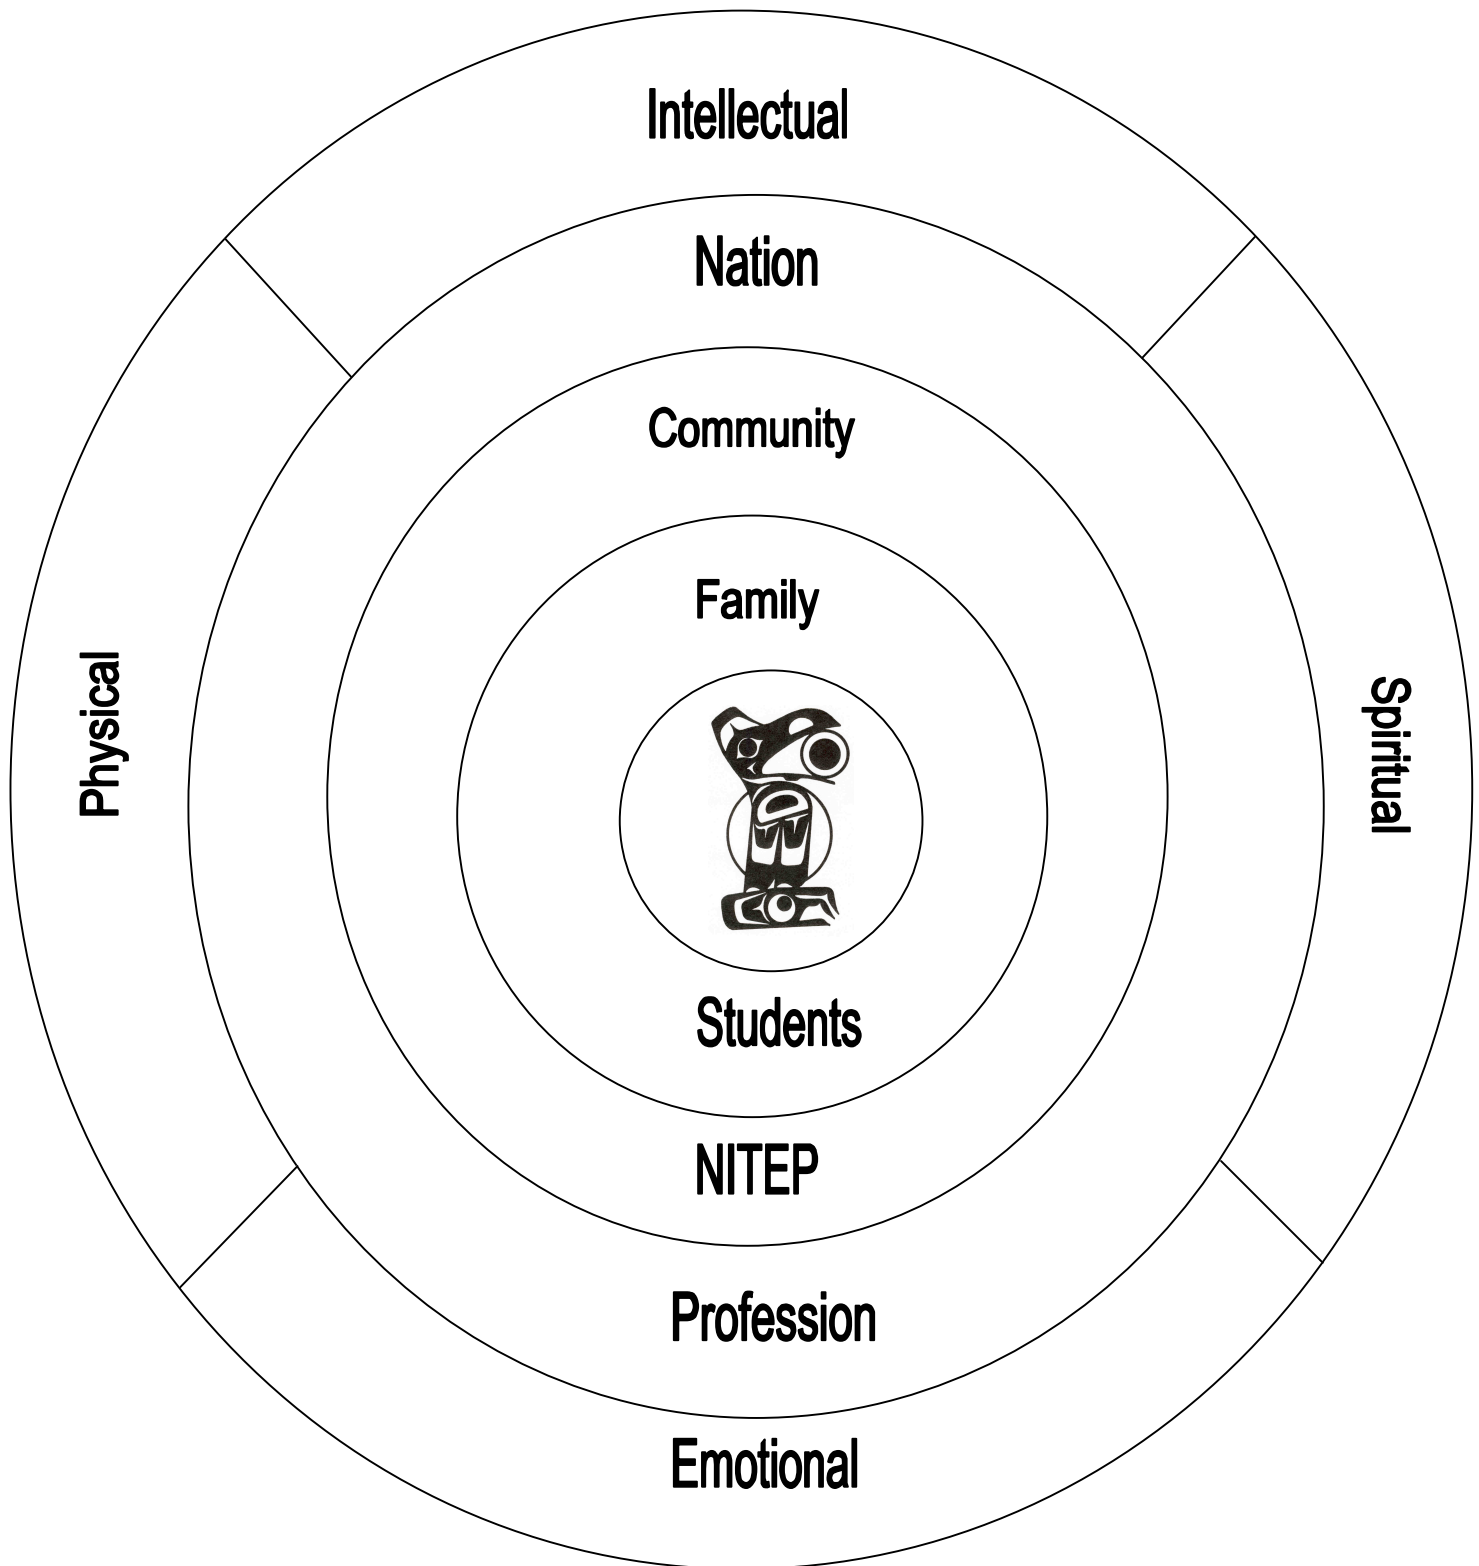 Intellectual
Nation
Community
Family
Physical
Spiritual
Students
NITEP
Profession
Emotional